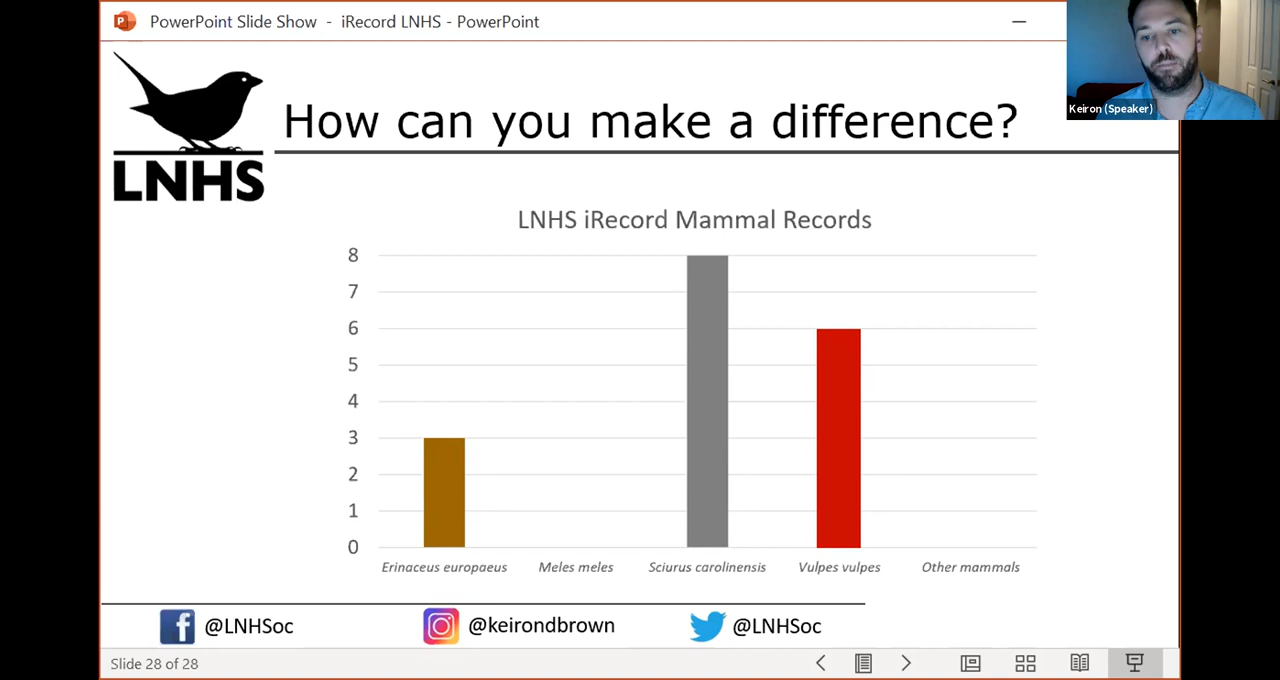 PowerPoint Slide Show - iRecord LNHS - PowerPoint
Keiron (Speaker)
LNHS
How can you make a difference?
LNHS iRecord Mammal Records
8
7
6
5
4
3
2
1
0
Erinaceus europaeus
Meles meles
Sciurus carolinensis
Vulpes vulpes
Other mammals
@LNHSoc
@keirondbrown
@LNHSoc
Slide 28 of 28